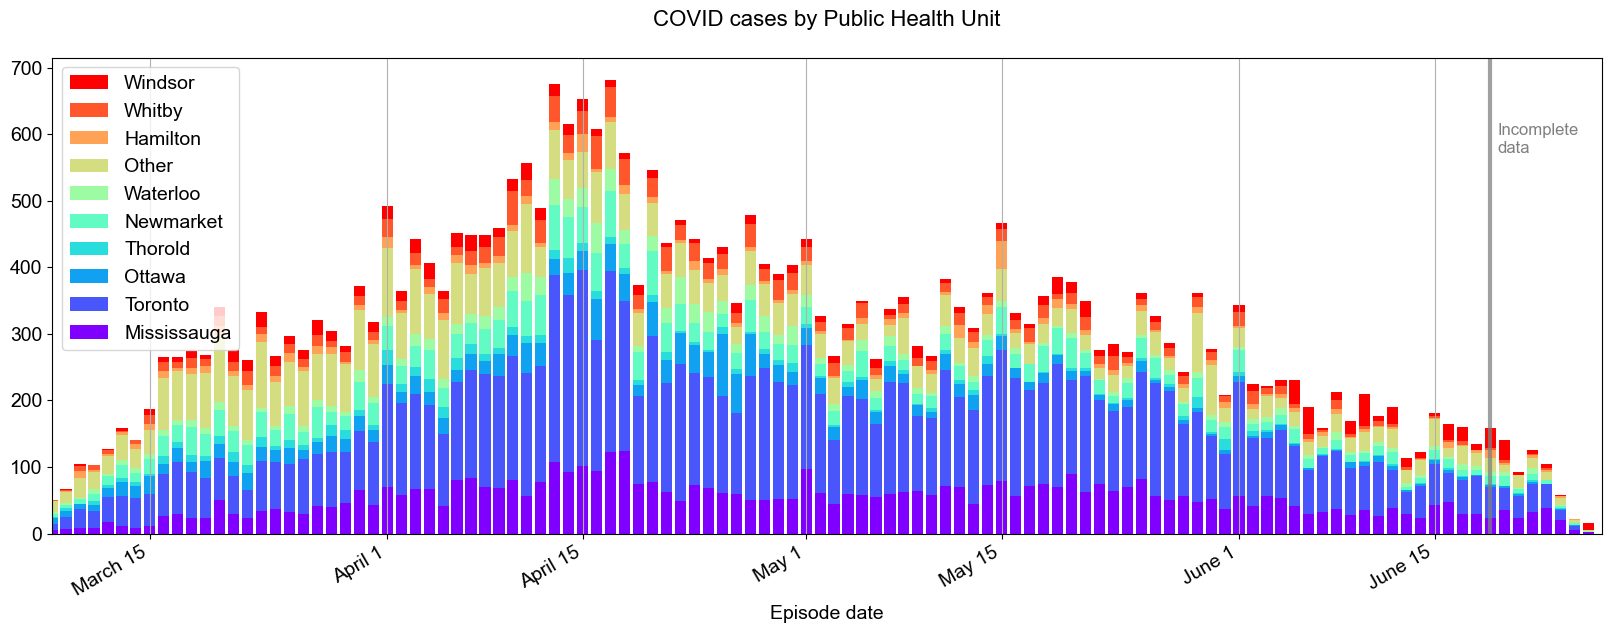 COVID cases by Public Health Unit
700
600
500
400
300
200
100
0
Windsor
Whitby
Hamilton
Other
Waterloo
Newmarket
Thorold
Ottawa
Toronto
Mississauga
Incomplete
data
March 15
April 1
April 15
May 1
May 15
June 1
June 15
Episode date